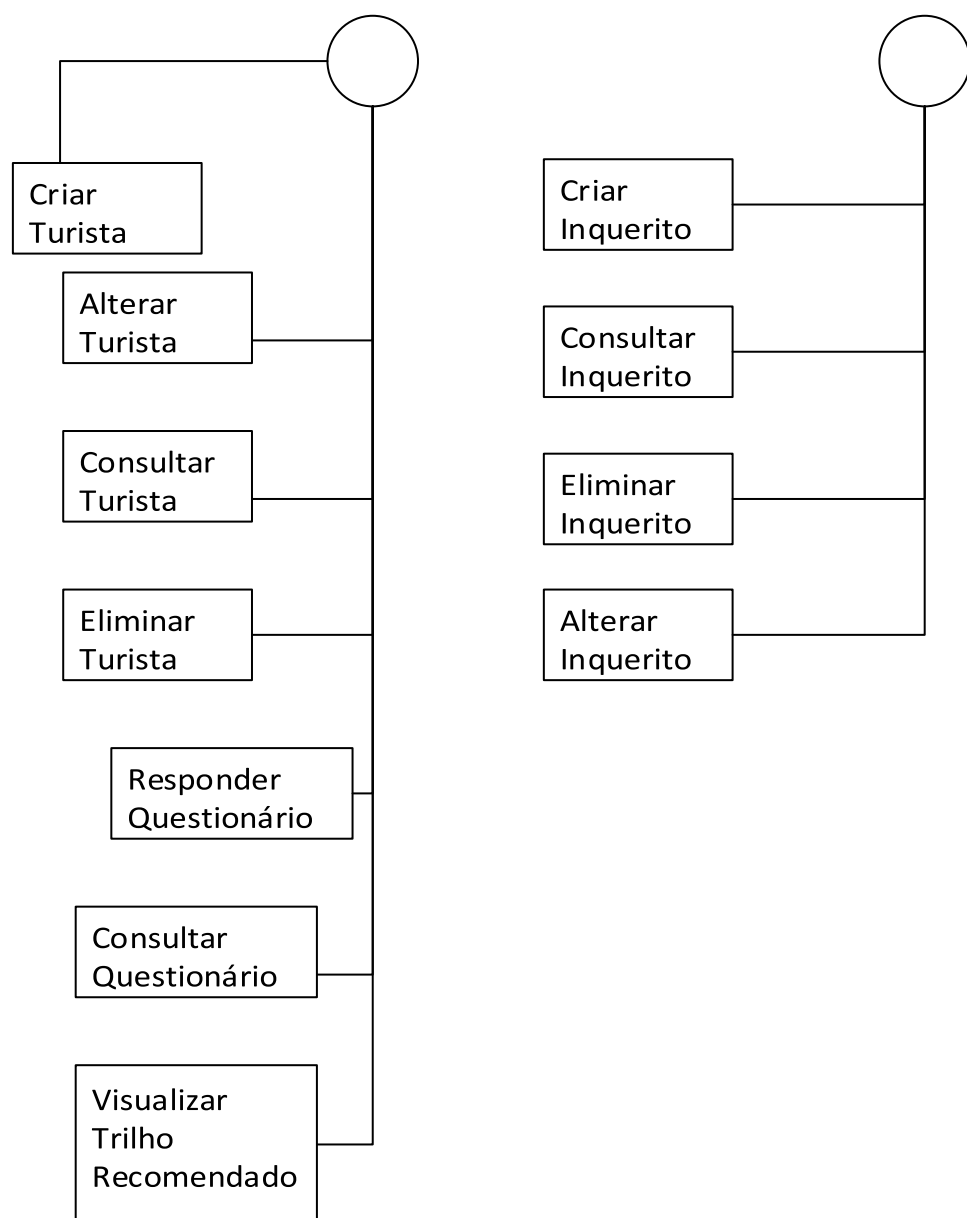 Criar
Turista
Alterar
Turista
Consultar
Turista
Eliminar
Turista
Responder
Questionário
Consultar
Questionário
Visualizar
Trilho
Recomendado
Criar
Inquerito
Consultar
Inquerito
Eliminar
Inquerito
Alterar
Inquerito